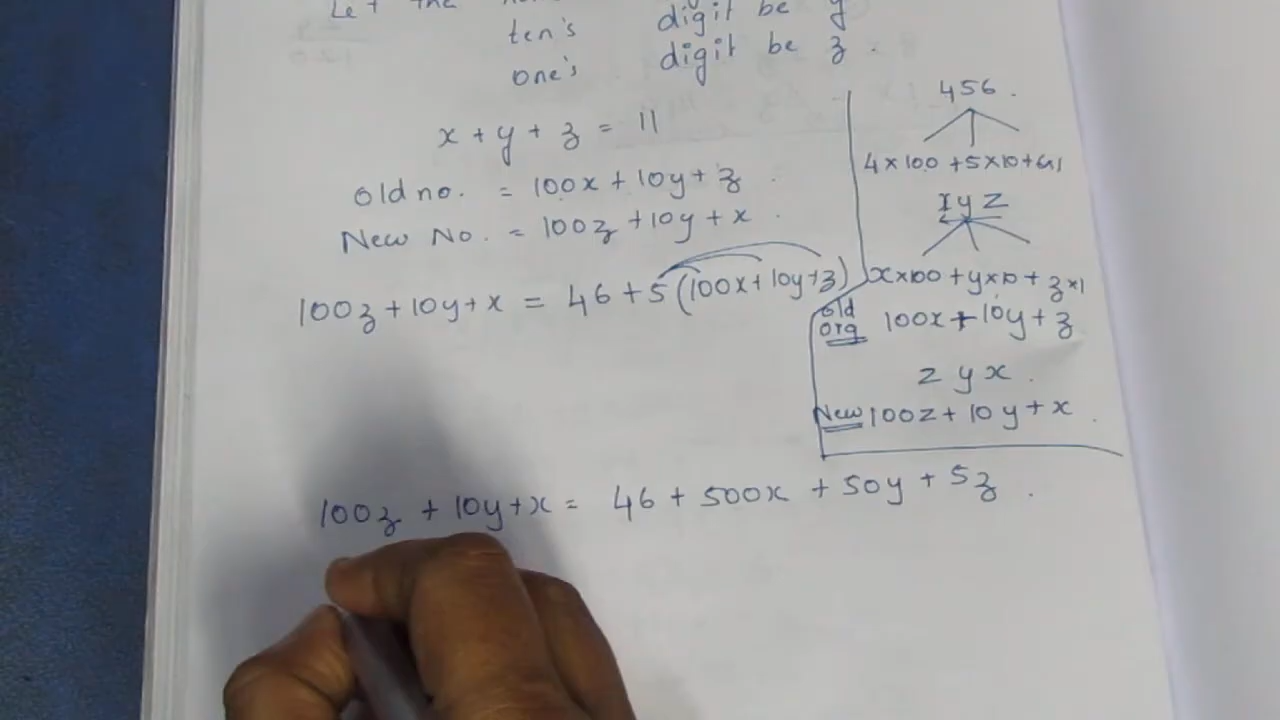 Let the
digit be y
ten's
one's digit be z .
x + y + z = 11
old no. = 100x + 10y + z .
New No. = 100z + 10y + x .
100z + 10y + x = 46 + 5 (100x + 10y + z)
456 .
4 × 100 + 5 × 10 +
x y z
x × 100 + y × 10 + z × 1
old
org 100x + 10y + z
z y x .
New 100z + 10y + x .
100z + 10y + x = 46 + 500x + 50y + 5z .